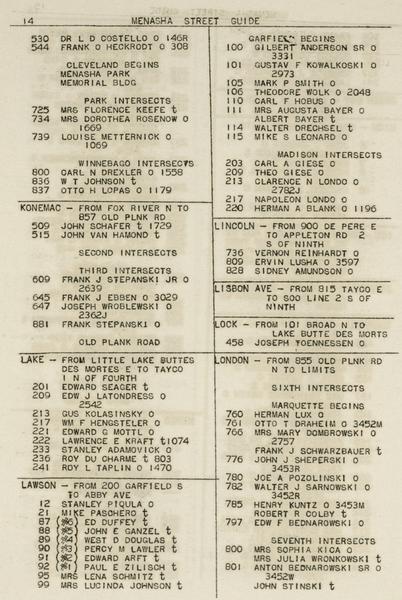 14 MENASHA STREET GUIDE
530 DR L D COSTELLO O 146R
544 FRANK O HECKRODT O 308
CLEVELAND BEGINS
MENASHA PARK
MEMORIAL BLDG
PARK INTERSECTS
725 MRS FLORENCE KEEFE t
734 MRS DOROTHEA ROSENOW O
1669
739 LOUISE METTERNICK O
1069
WINNEBAGO INTERSECTS
800 CARL N DREXLER O 1558
836 W T JOHNSON t
837 OTTO H LOPAS O 1179
KONEMAC — FROM FOX RIVER N TO
857 OLD PLNK RD
509 JOHN SCHAFER t 1729
515 JOHN VAN HAMOND t
SECOND INTERSECTS
THIRD INTERSECTS
609 FRANK J STEPANSKI JR O
2639
645 FRANK J EBBEN O 3029
647 JOSEPH WROBLEWSKI O
2362J
881 FRANK STEPANSKI O
OLD PLANK ROAD
LAKE — FROM LITTLE LAKE BUTTES
DES MORTES E TO TAYCO
1 N OF FOURTH
201 EDWARD SEAGER t
209 EDW J LATONDRESS O
2542
213 GUS KOLASINSKY O
217 WM F HENGSTELER O
221 EDWARD G MOTTL O
222 LAWRENCE E KRAFT t1074
233 STANLEY ADAMOVICK O
236 ROY DU CHARME t 803
241 ROY L TAPLIN O 1470
LAWSON — FROM 200 GARFIELD S
TO ABBY AVE
12 STANLEY PIQULA O
21 MIKE PASCHERO t
87 (#6) ED DUFFEY t
88 (#5) JOHN E GANZEL t
89 (#4) WEST D DOUGLAS t
90 (#3) PERCY M LAWLER t
91 (#2) EDWARD ARFT t
92 (#1) PAUL E ZILISCH t
95 MRS LENA SCHMITZ t
99 MRS LUCINDA JOHNSON t
GARFIELD BEGINS
100 GILBERT ANDERSON SR O
3331
101 GUSTAV F KOWALKOSKI O
2973
105 MARK P SMITH O
106 THEODORE WOLK O 2048
110 CARL F HOBUS O
111 MRS AUGUSTA BAYER O
ALBERT BAYER t
114 WALTER DRECHSEL t
115 MIKE S LEONARD O
MADISON INTERSECTS
203 CARL A GIESE O
209 THEO GIESE O
213 CLARENCE N LONDO O
2782J
217 NAPOLEON LONDO O
220 HERMAN A BLANK O 1196
LINCOLN — FROM 900 DE PERE E
TO APPLETON RD 2
S OF NINTH
736 VERNON REINHARDT O
809 ERVIN LUSHA O 3597
828 SIDNEY AMUNDSON O
LISBON AVE — FROM 815 TAYCO E
TO SOO LINE 2 S OF
NINTH
LOCK — FROM 101 BROAD N TO
LAKE BUTTE DES MORTS
458 JOSEPH YOENNESSEN O
LONDON — FROM 855 OLD PLNK RD
N TO LIMITS
SIXTH INTERSECTS
MARQUETTE BEGINS
760 HERMAN LUX O
761 OTTO T DRAHEIM O 3452M
766 MRS MARY DOMBROWSKI O
2757
FRANK J SCHWARZBAUER t
776 JOHN J SHEPERSKI O
3453R
780 JOE A POZOLINSKI O
782 WALTER J SARNOWSKI O
3452R
785 HENRY KUNTZ O 3453M
ROBERT R COLBY t
797 EDW F BEDNAROWSKI O
SEVENTH INTERSECTS
800 MRS SOPHIA KICA O
MRS JULIA WRONKOWSKI t
801 ANTON BEDNAROWSKI SR O
3452W
JOHN STINSKI t